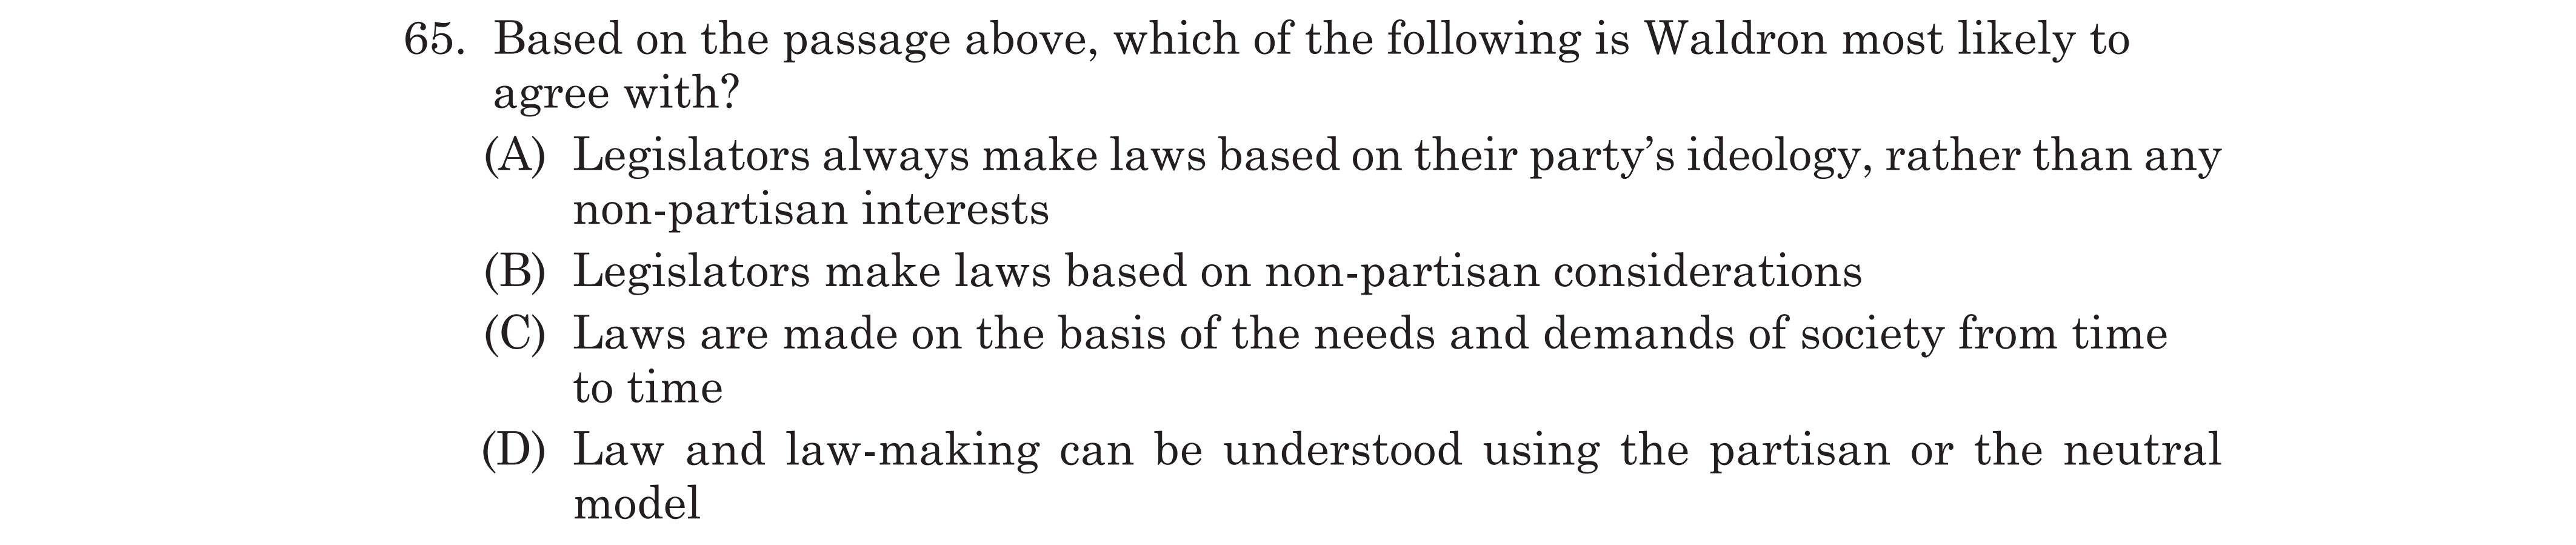 65. Based on the passage above, which of the following is Waldron most likely to
agree with?
(A) Legislators always make laws based on their party’s ideology, rather than any
non-partisan interests
(B) Legislators make laws based on non-partisan considerations
(C) Laws are made on the basis of the needs and demands of society from time
to time
(D) Law and law-making can be understood using the partisan or the neutral
model